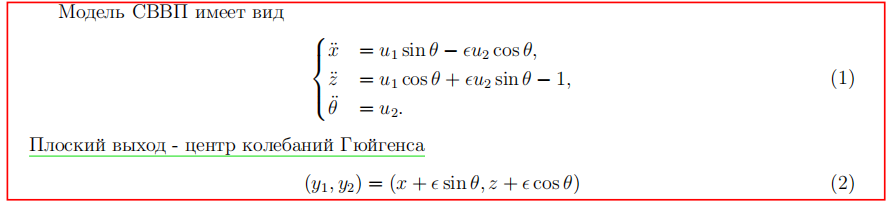 Модель СВВП имеет вид
ẍ = u₁ sin θ − ϵu₂ cos θ,
z̈ = u₁ cos θ + ϵu₂ sin θ − 1, (1)
θ̈ = u₂.
Плоский выход - центр колебаний Гюйгенса
(y₁, y₂) = (x + ϵ sin θ, z + ϵ cos θ) (2)